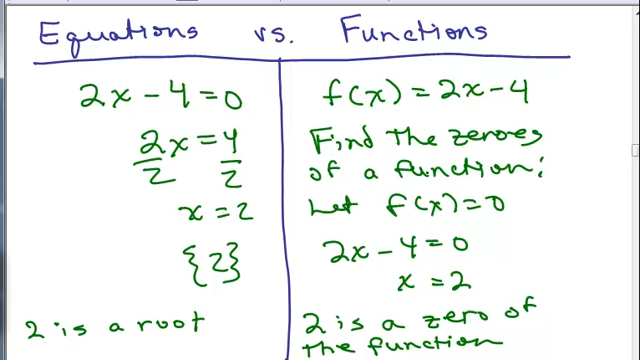 Equations vs. Functions
2x - 4 = 0
2x = 4
2 2
x = 2
{2}
2 is a root
f(x) = 2x - 4
Find the zeroes
of a function:
Let f(x) = 0
2x - 4 = 0
x = 2
2 is a zero of
the function